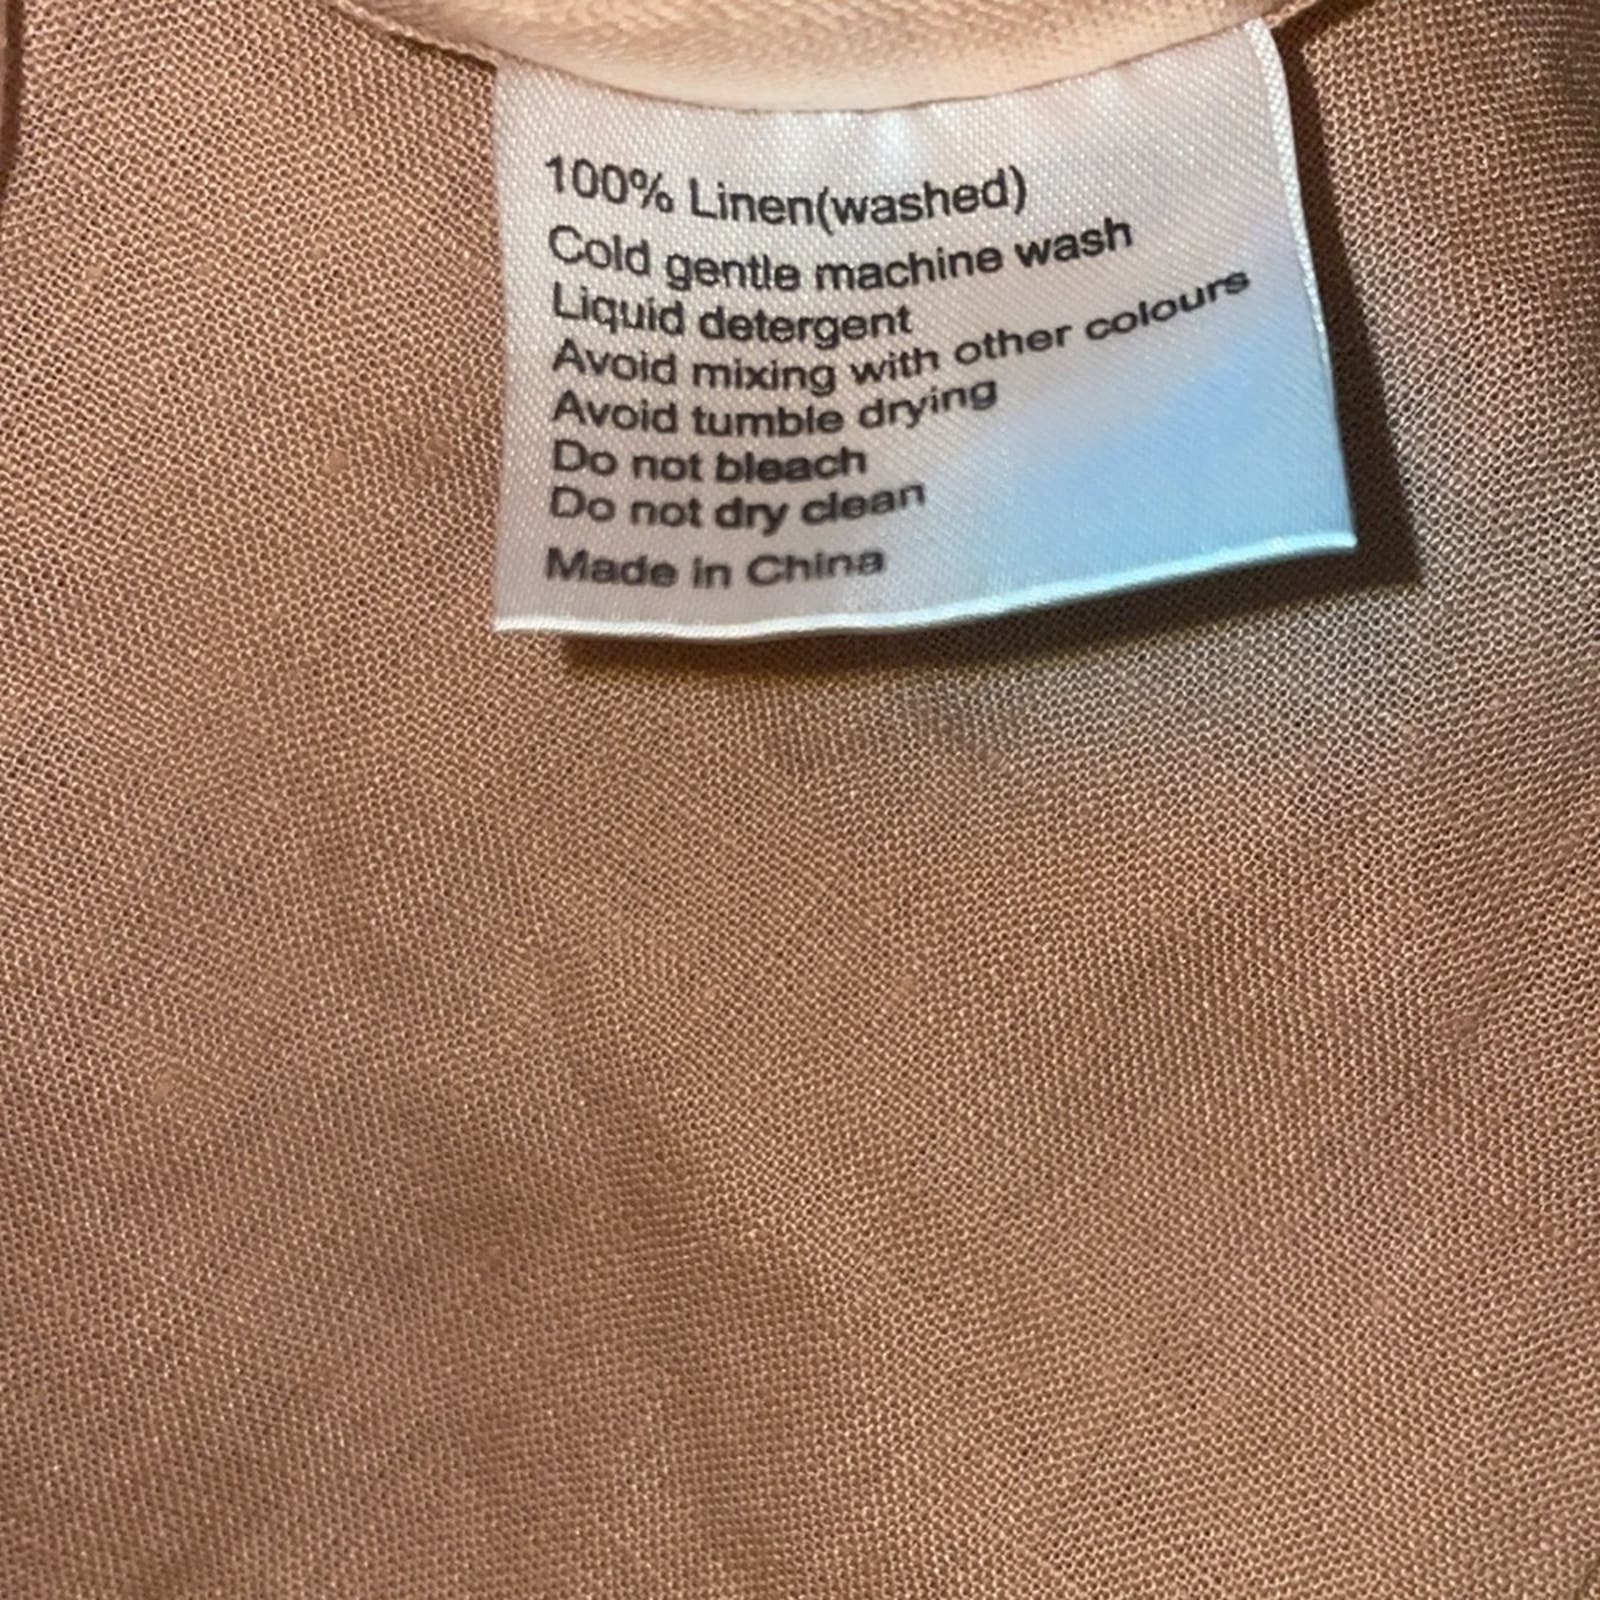 100% Linen(washed)
Cold gentle machine wash
Liquid detergent
Avoid mixing with other colours
Avoid tumble drying
Do not bleach
Do not dry clean
Made in China